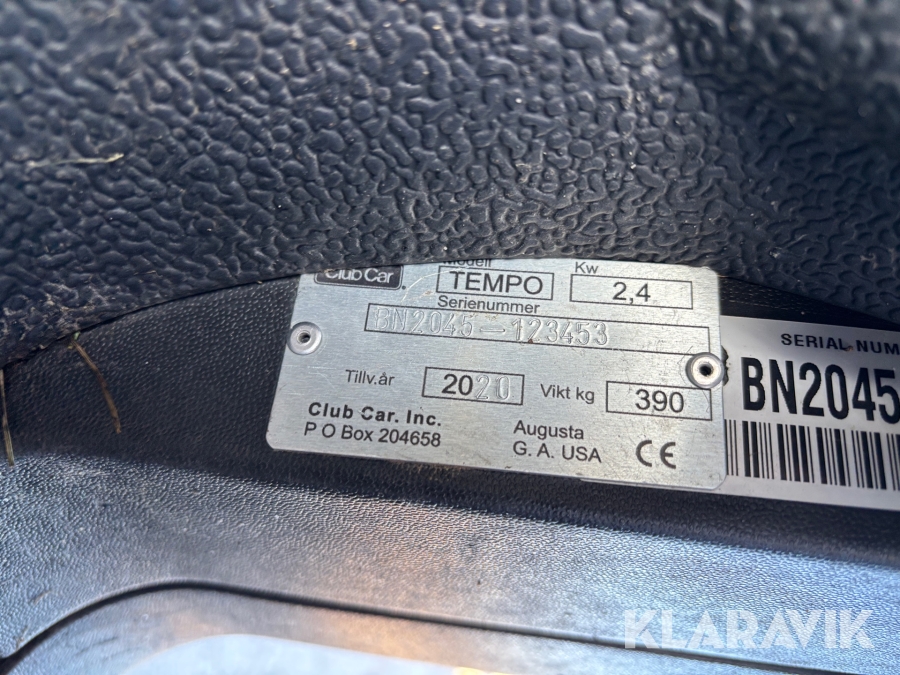 Club Car
Modell
TEMPO
Kw
2,4
Serienummer
BN2045-123453
Tillv.år
2020
Vikt kg
390
Club Car. Inc.
P O Box 204658
Augusta
G. A. USA
CE
SERIAL NUM
BN2045
KLARAVIK